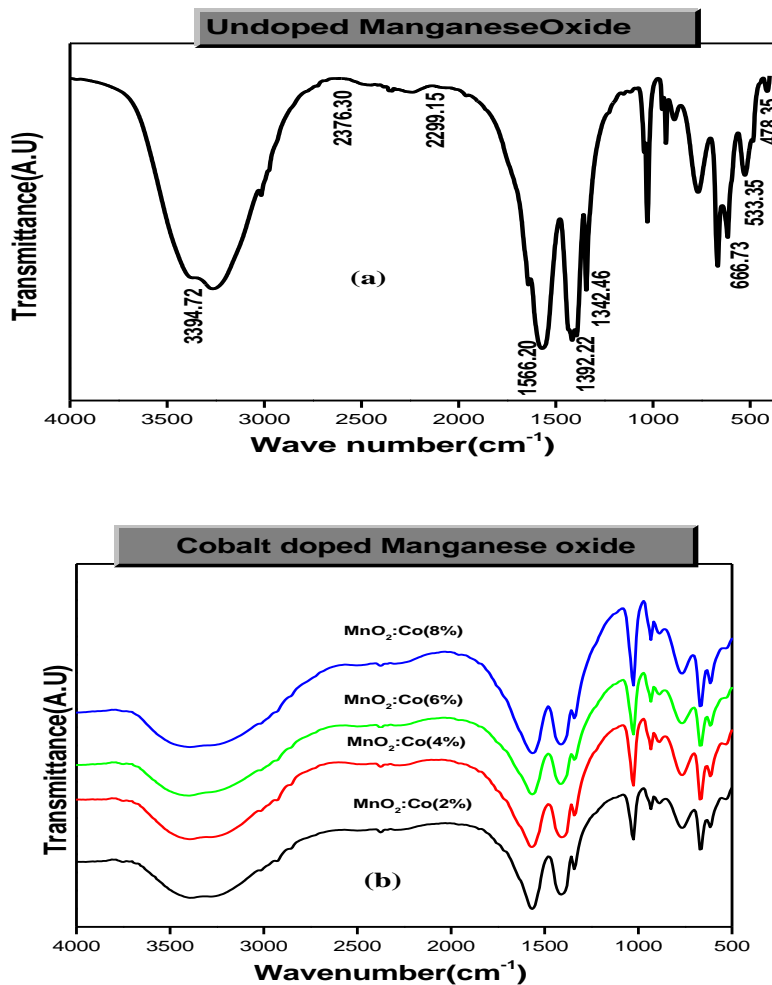 Undoped ManganeseOxide
Transmittance(A.U)
3394.72
2376.30
2299.15
1566.20
1392.22
1342.46
666.73
533.35
478.35
(a)
4000 3500 3000 2500 2000 1500 1000 500
Wave number(cm⁻¹)
Cobalt doped Manganese oxide
Transmittance(A.U)
MnO₂:Co(8%)
MnO₂:Co(6%)
MnO₂:Co(4%)
MnO₂:Co(2%)
(b)
4000 3500 3000 2500 2000 1500 1000 500
Wavenumber(cm⁻¹)